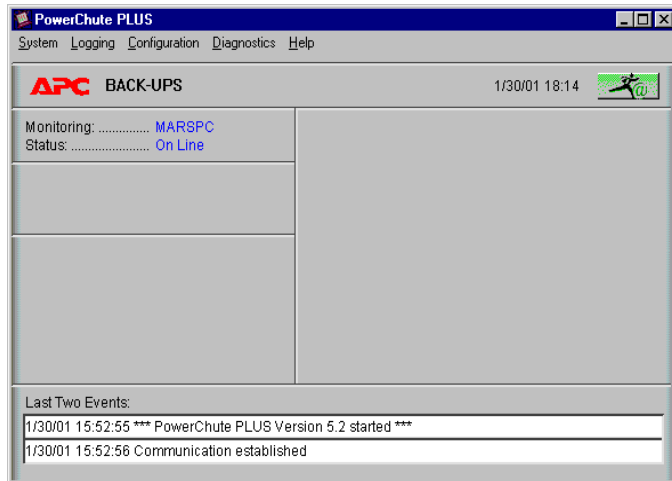 PowerChute PLUS
System Logging Configuration Diagnostics Help
APC BACK-UPS 1/30/01 18:14 @
Monitoring: .............. MARSPC
Status: ...................... On Line
Last Two Events:
1/30/01 15:52:55 *** PowerChute PLUS Version 5.2 started ***
1/30/01 15:52:56 Communication established